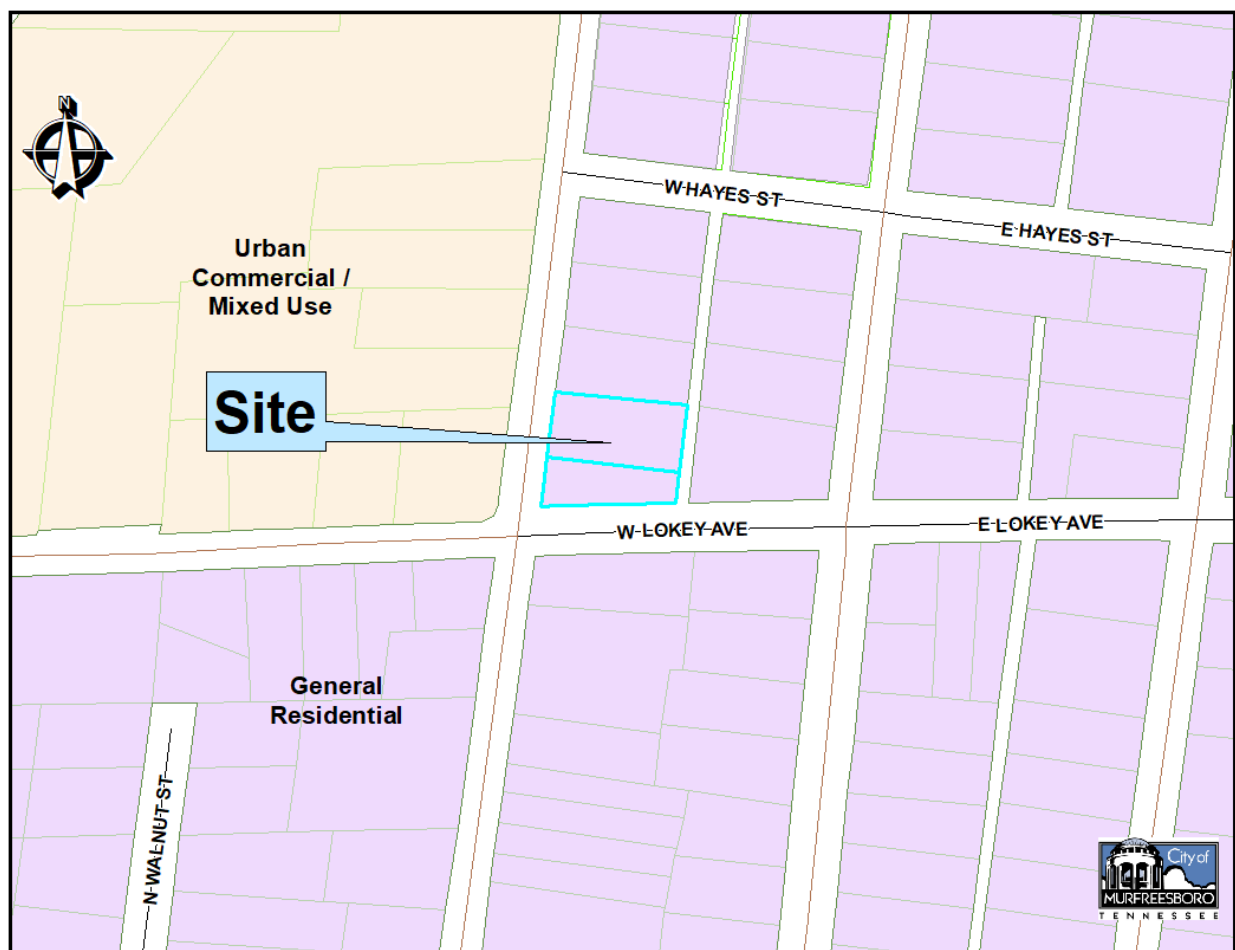 N
W HAYES ST
E HAYES ST
Urban
Commercial /
Mixed Use
Site
W LOKEY AVE
E LOKEY AVE
General
Residential
N WALNUT ST
City of
MURFREESBORO
TENNESSEE